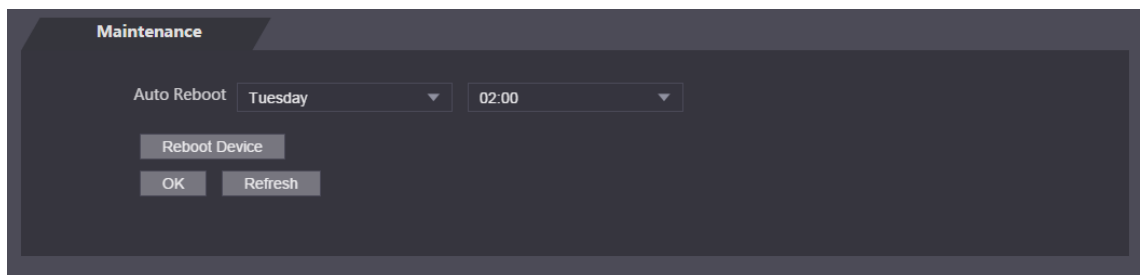 Maintenance
Auto Reboot Tuesday 02:00
Reboot Device
OK Refresh